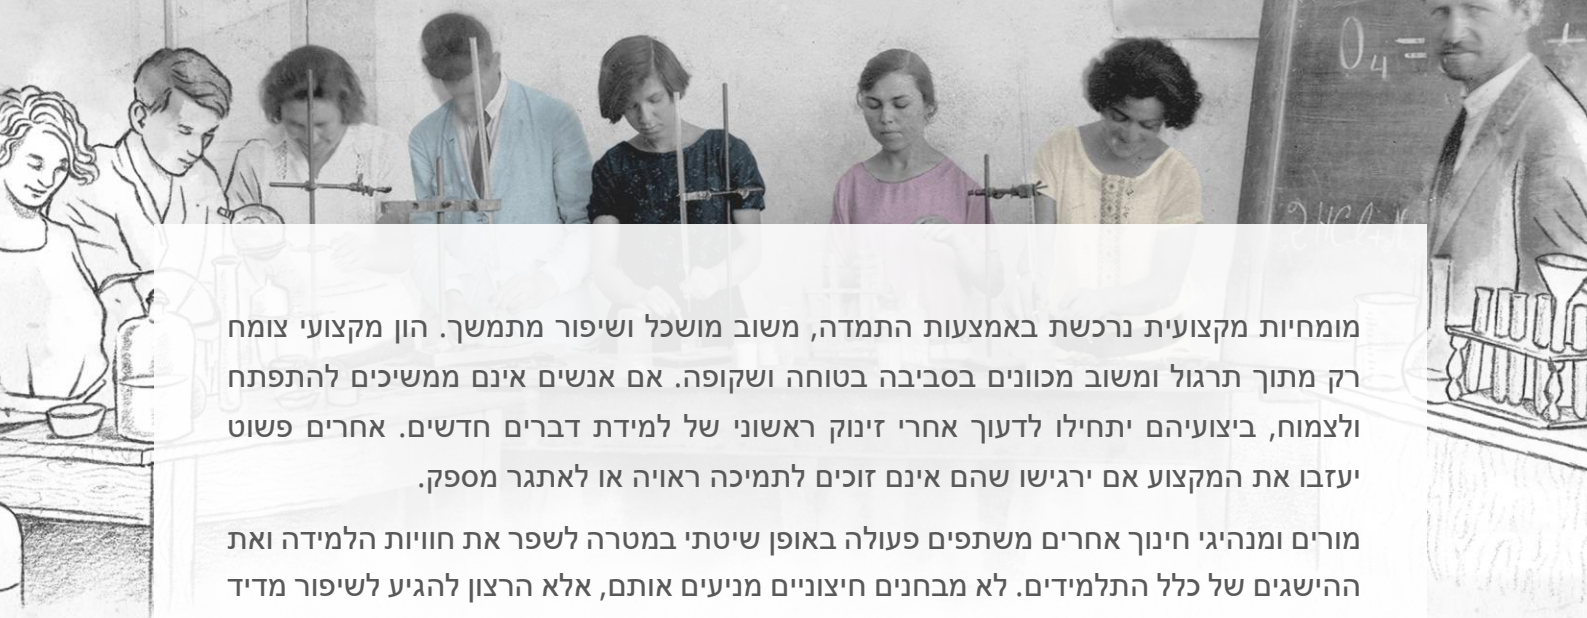 O₄ =
2HCl+K
מומחיות מקצועית נרכשת באמצעות התמדה, משוב מושכל ושיפור מתמשך. הון מקצועי צומח
רק מתוך תרגול ומשוב מכוונים בסביבה בטוחה ושקופה. אם אנשים אינם ממשיכים להתפתח
ולצמוח, ביצועיהם יתחילו לדעוך אחרי זינוק ראשוני של למידת דברים חדשים. אחרים פשוט
יעזבו את המקצוע אם ירגישו שהם אינם זוכים לתמיכה ראויה או לאתגר מספק.
מורים ומנהיגי חינוך אחרים משתפים פעולה באופן שיטתי במטרה לשפר את חוויות הלמידה ואת
ההישגים של כלל התלמידים. לא מבחנים חיצוניים מניעים אותם, אלא הרצון להגיע לשיפור מדיד